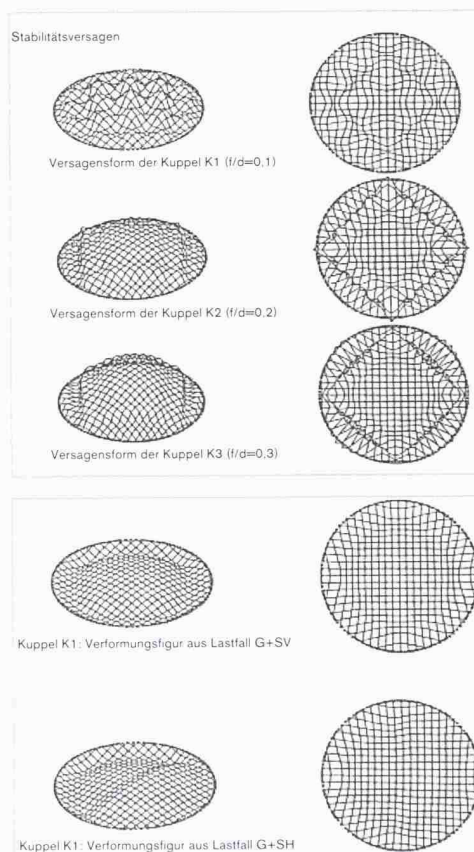 Stabilitätsversagen
Versagensform der Kuppel K1 (f/d=0,1)
Versagensform der Kuppel K2 (f/d=0,2)
Versagensform der Kuppel K3 (f/d=0,3)
Kuppel K1: Verformungsfigur aus Lastfall G+SV
Kuppel K1: Verformungsfigur aus Lastfall G+SH